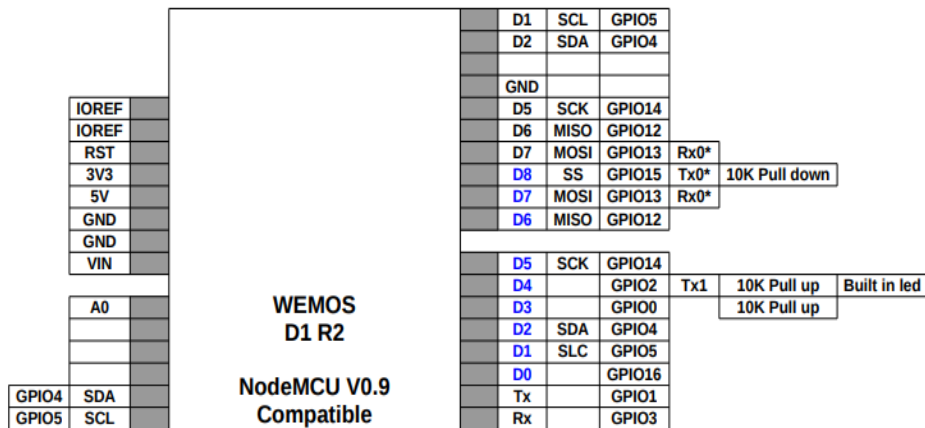 D1 SCL GPIO5
D2 SDA GPIO4
GND
IOREF D5 SCK GPIO14
IOREF D6 MISO GPIO12
RST D7 MOSI GPIO13 Rx0*
3V3 D8 SS GPIO15 Tx0* 10K Pull down
5V D7 MOSI GPIO13 Rx0*
GND D6 MISO GPIO12
GND
VIN D5 SCK GPIO14
D4 GPIO2 Tx1 10K Pull up Built in led
A0 WEMOS D3 GPIO0 10K Pull up
D1 R2 D2 SDA GPIO4
D1 SLC GPIO5
NodeMCU V0.9 D0 GPIO16
GPIO4 SDA Compatible Tx GPIO1
GPIO5 SCL Rx GPIO3